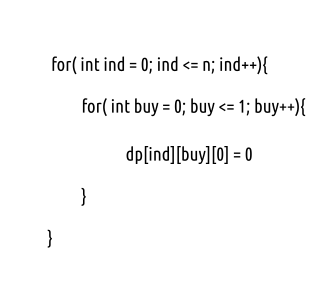 for( int ind = 0; ind <= n; ind++){
for( int buy = 0; buy <= 1; buy++){
dp[ind][buy][0] = 0
}
}